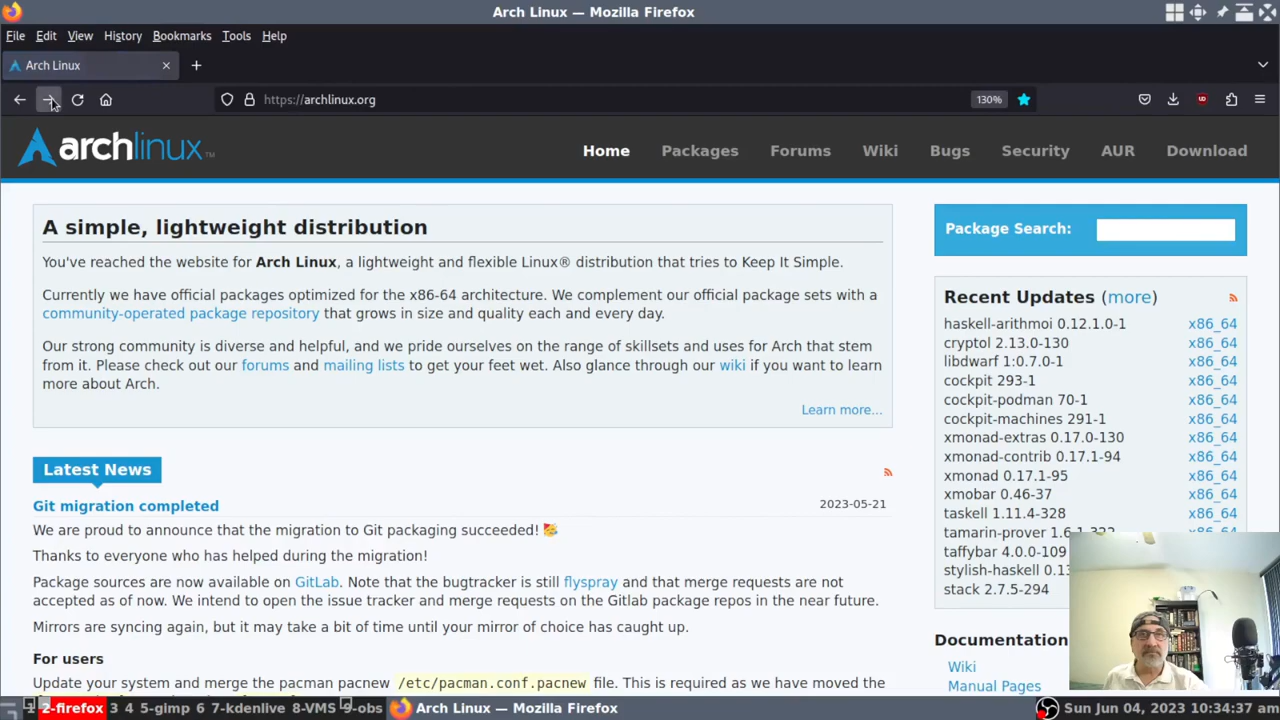 Arch Linux — Mozilla Firefox
File Edit View History Bookmarks Tools Help
Arch Linux
https://archlinux.org
130%
archlinux™
Home Packages Forums Wiki Bugs Security AUR Download
A simple, lightweight distribution
You've reached the website for Arch Linux, a lightweight and flexible Linux® distribution that tries to Keep It Simple.
Currently we have official packages optimized for the x86-64 architecture. We complement our official package sets with a
community-operated package repository that grows in size and quality each and every day.
Our strong community is diverse and helpful, and we pride ourselves on the range of skillsets and uses for Arch that stem
from it. Please check out our forums and mailing lists to get your feet wet. Also glance through our wiki if you want to learn
more about Arch.
Learn more...
Latest News
Git migration completed 2023-05-21
We are proud to announce that the migration to Git packaging succeeded! 🥳
Thanks to everyone who has helped during the migration!
Package sources are now available on GitLab. Note that the bugtracker is still flyspray and that merge requests are not
accepted as of now. We intend to open the issue tracker and merge requests on the Gitlab package repos in the near future.
Mirrors are syncing again, but it may take a bit of time until your mirror of choice has caught up.
For users
Update your system and merge the pacman pacnew /etc/pacman.conf.pacnew file. This is required as we have moved the
Package Search:
Recent Updates (more)
haskell-arithmoi 0.12.1.0-1 x86_64
cryptol 2.13.0-130 x86_64
libdwarf 1:0.7.0-1 x86_64
cockpit 293-1 x86_64
cockpit-podman 70-1 x86_64
cockpit-machines 291-1 x86_64
xmonad-extras 0.17.0-130 x86_64
xmonad-contrib 0.17.1-94 x86_64
xmonad 0.17.1-95 x86_64
xmobar 0.46-37 x86_64
taskell 1.11.4-328 x86_64
tamarin-prover 1.6.1-322
taffybar 4.0.0-109
stylish-haskell 0.13
stack 2.7.5-294
Documentation
Wiki
Manual Pages
1 2-firefox 3 4 5-gimp 6 7-kdenlive 8-VMS 9-obs Arch Linux — Mozilla Firefox Sun Jun 04, 2023 10:34:37 am